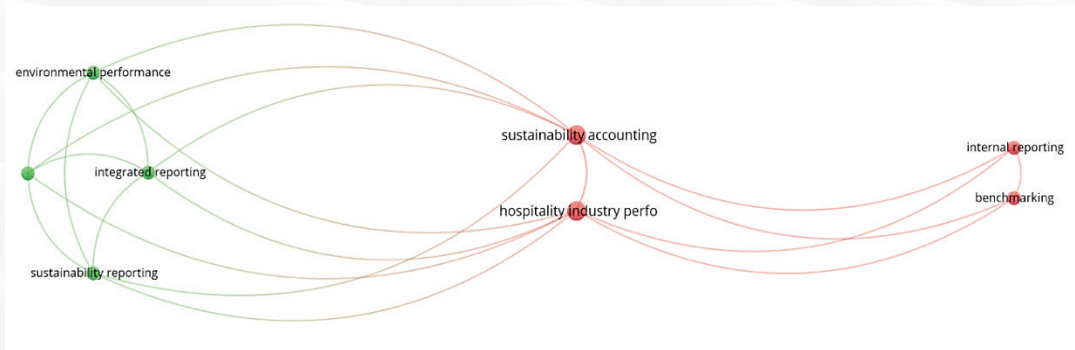 environmental performance
sustainability accounting
internal reporting
integrated reporting
benchmarking
hospitality industry perfo
sustainability reporting